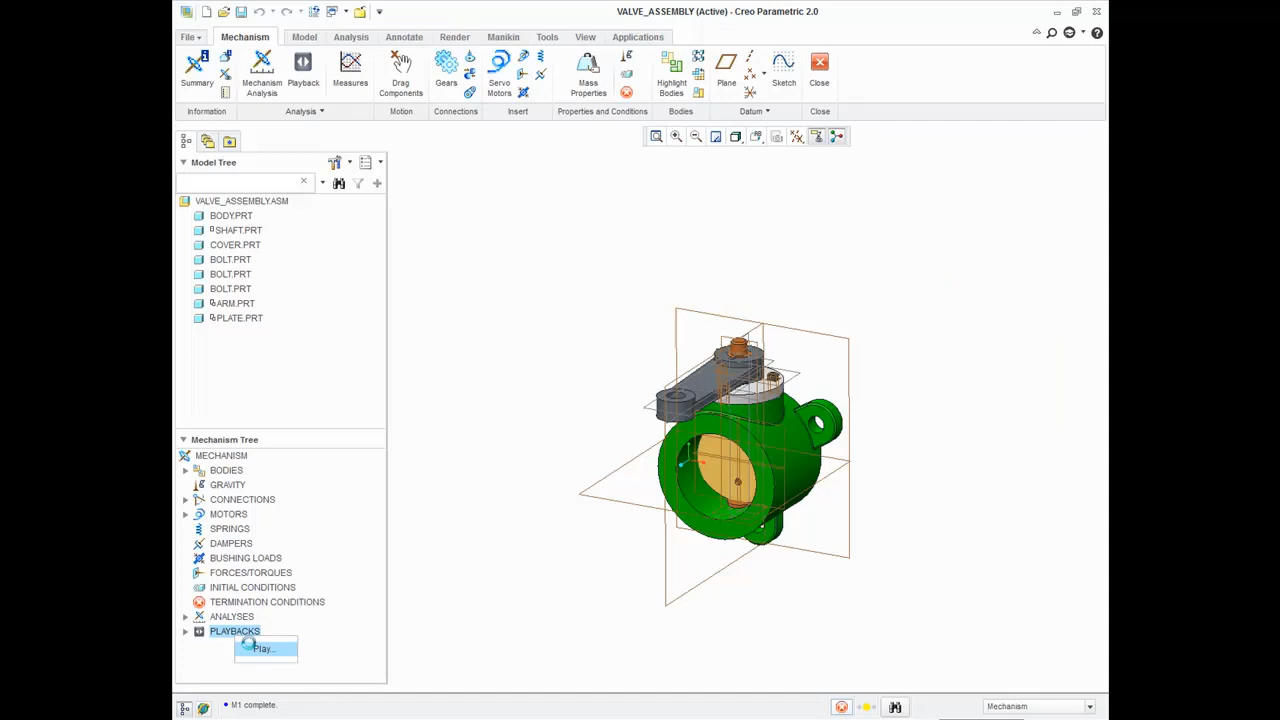 VALVE_ASSEMBLY (Active) - Creo Parametric 2.0
File Mechanism Model Analysis Annotate Render Manikin Tools View Applications
Summary Mechanism Analysis Playback Measures Drag Components Gears Servo Motors Mass Properties Highlight Bodies Plane Sketch Close
Information Analysis Motion Connections Insert Properties and Conditions Bodies Datum Close
Model Tree
VALVE_ASSEMBLY.ASM
BODY.PRT
SHAFT.PRT
COVER.PRT
BOLT.PRT
BOLT.PRT
BOLT.PRT
ARM.PRT
PLATE.PRT
Mechanism Tree
MECHANISM
BODIES
GRAVITY
CONNECTIONS
MOTORS
SPRINGS
DAMPERS
BUSHING LOADS
FORCES/TORQUES
INITIAL CONDITIONS
TERMINATION CONDITIONS
ANALYSES
PLAYBACKS
Play...
M1 complete.
Mechanism